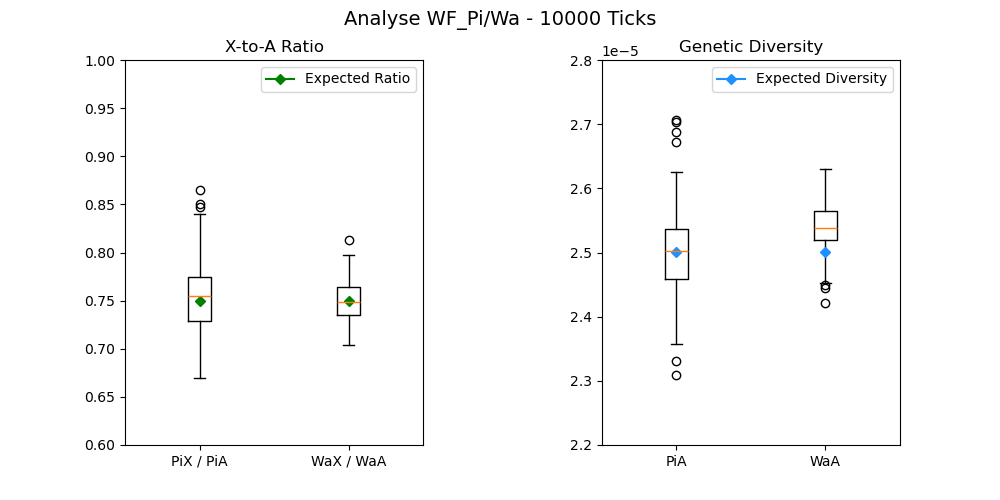 Analyse WF_Pi/Wa - 10000 Ticks
X-to-A Ratio
Expected Ratio
1.00
0.95
0.90
0.85
0.80
0.75
0.70
0.65
0.60
PiX / PiA
WaX / WaA
Genetic Diversity
1e−5
Expected Diversity
2.8
2.7
2.6
2.5
2.4
2.3
2.2
PiA
WaA